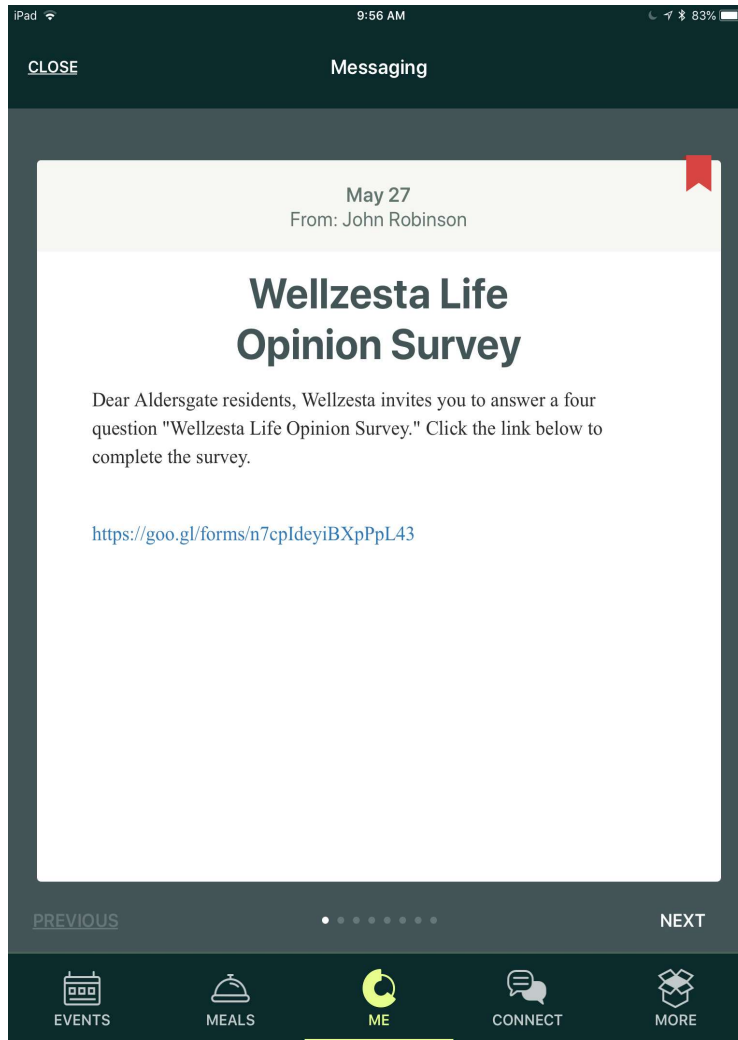 iPad 9:56 AM 83%
CLOSE Messaging
May 27
From: John Robinson
Wellzesta Life
Opinion Survey
Dear Aldersgate residents, Wellzesta invites you to answer a four
question "Wellzesta Life Opinion Survey." Click the link below to
complete the survey.
https://goo.gl/forms/n7cpIdeyiBXpPpL43
PREVIOUS NEXT
EVENTS MEALS ME CONNECT MORE